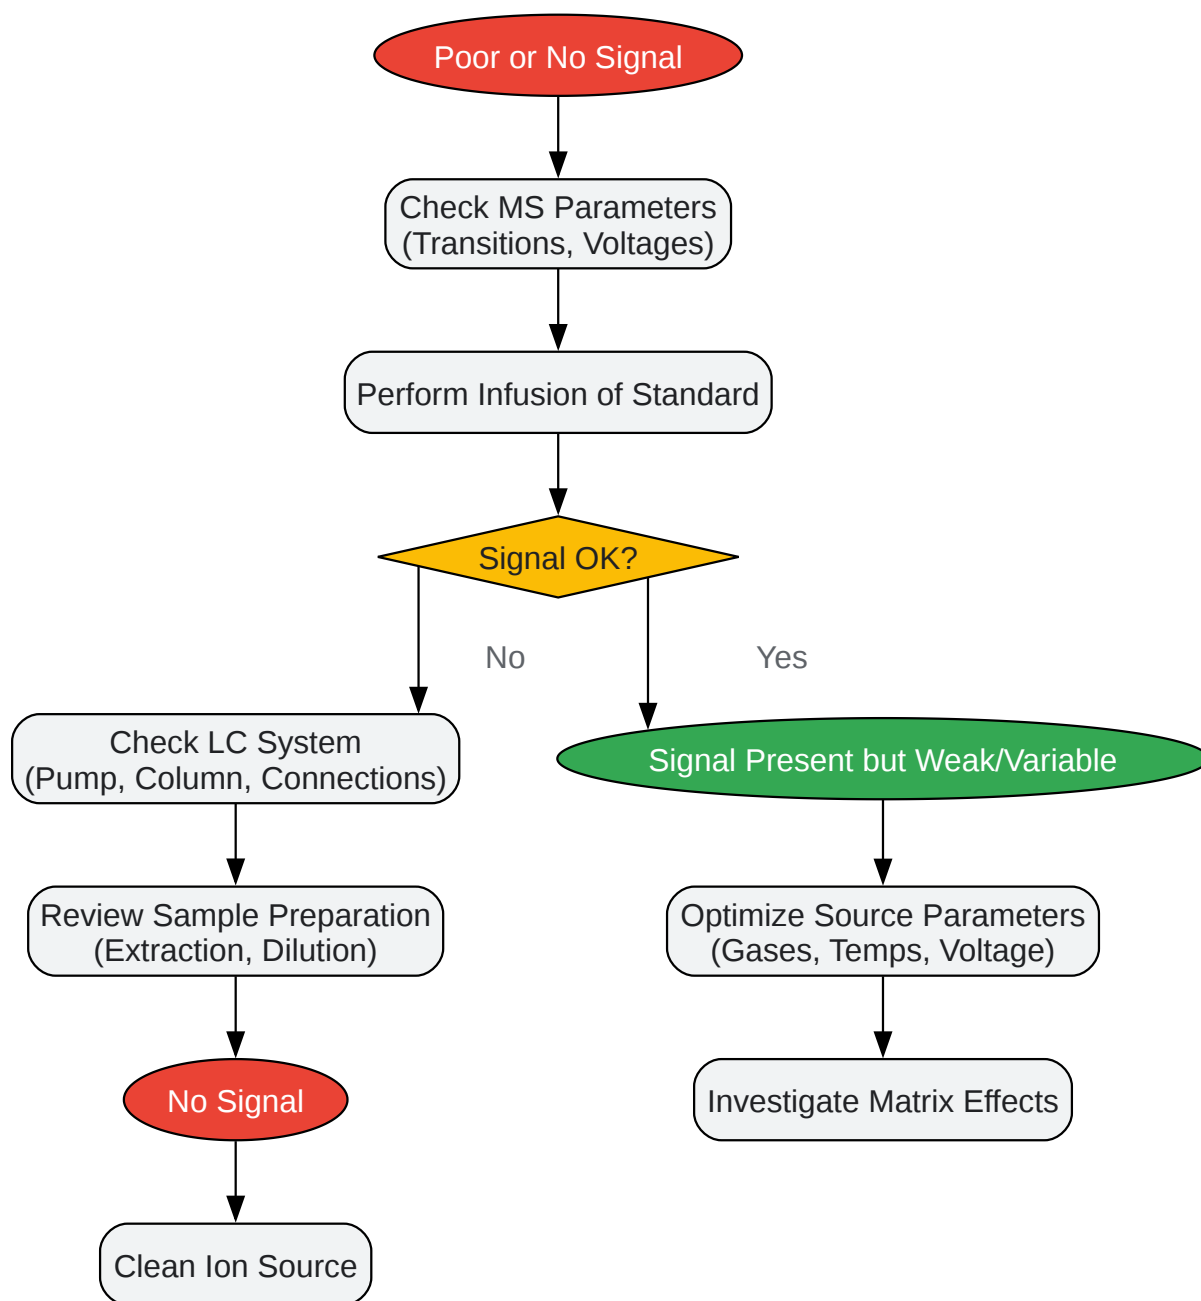 Poor or No Signal
Check MS Parameters
(Transitions, Voltages)
Perform Infusion of Standard
Signal OK?
No
Yes
Check LC System
(Pump, Column, Connections)
Signal Present but Weak/Variable
Review Sample Preparation
(Extraction, Dilution)
Optimize Source Parameters
(Gases, Temps, Voltage)
No Signal
Investigate Matrix Effects
Clean Ion Source